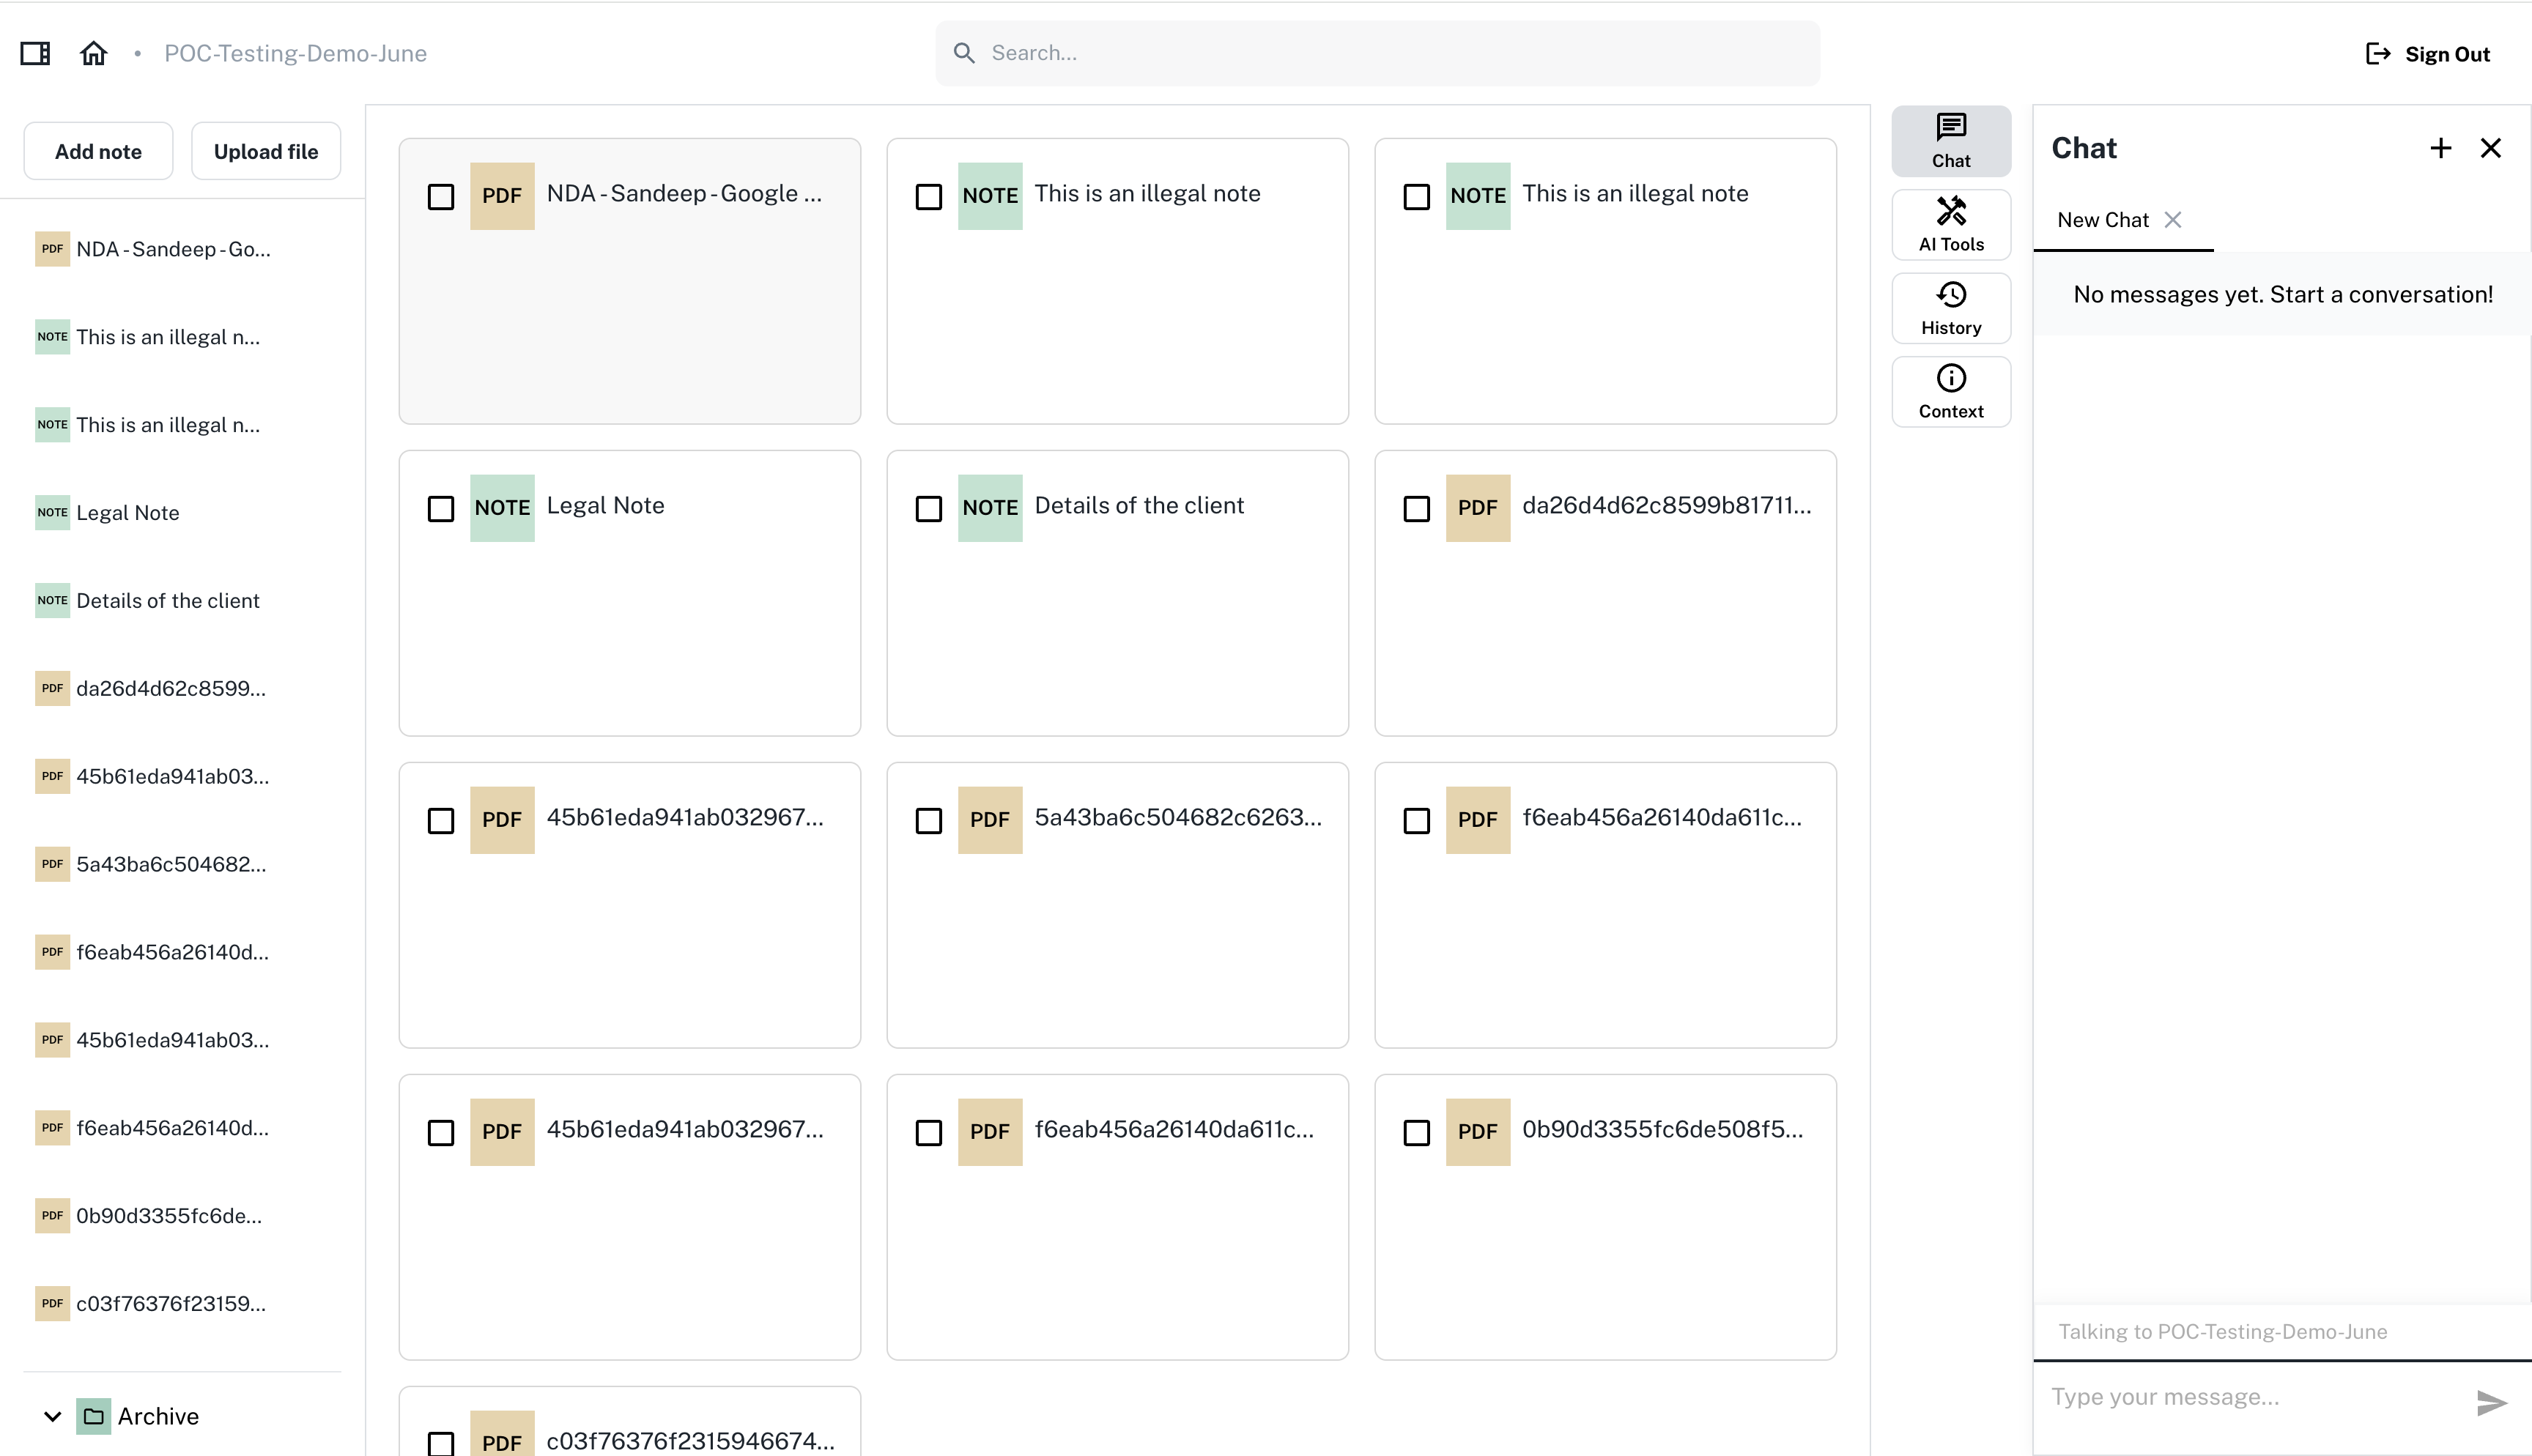 POC-Testing-Demo-June
Search...
Sign Out
Add note
Upload file
PDF NDA - Sandeep - Go...
NOTE This is an illegal n...
NOTE This is an illegal n...
NOTE Legal Note
NOTE Details of the client
PDF da26d4d62c8599...
PDF 45b61eda941ab03...
PDF 5a43ba6c504682...
PDF f6eab456a26140d...
PDF 45b61eda941ab03...
PDF f6eab456a26140d...
PDF 0b90d3355fc6de...
PDF c03f76376f23159...
Archive
PDF NDA - Sandeep - Google ...
NOTE This is an illegal note
NOTE This is an illegal note
NOTE Legal Note
NOTE Details of the client
PDF da26d4d62c8599b81711...
PDF 45b61eda941ab032967...
PDF 5a43ba6c504682c6263...
PDF f6eab456a26140da611c...
PDF 45b61eda941ab032967...
PDF f6eab456a26140da611c...
PDF 0b90d3355fc6de508f5...
PDF c03f76376f2315946674...
Chat
AI Tools
History
Context
Chat
New Chat
No messages yet. Start a conversation!
Talking to POC-Testing-Demo-June
Type your message...